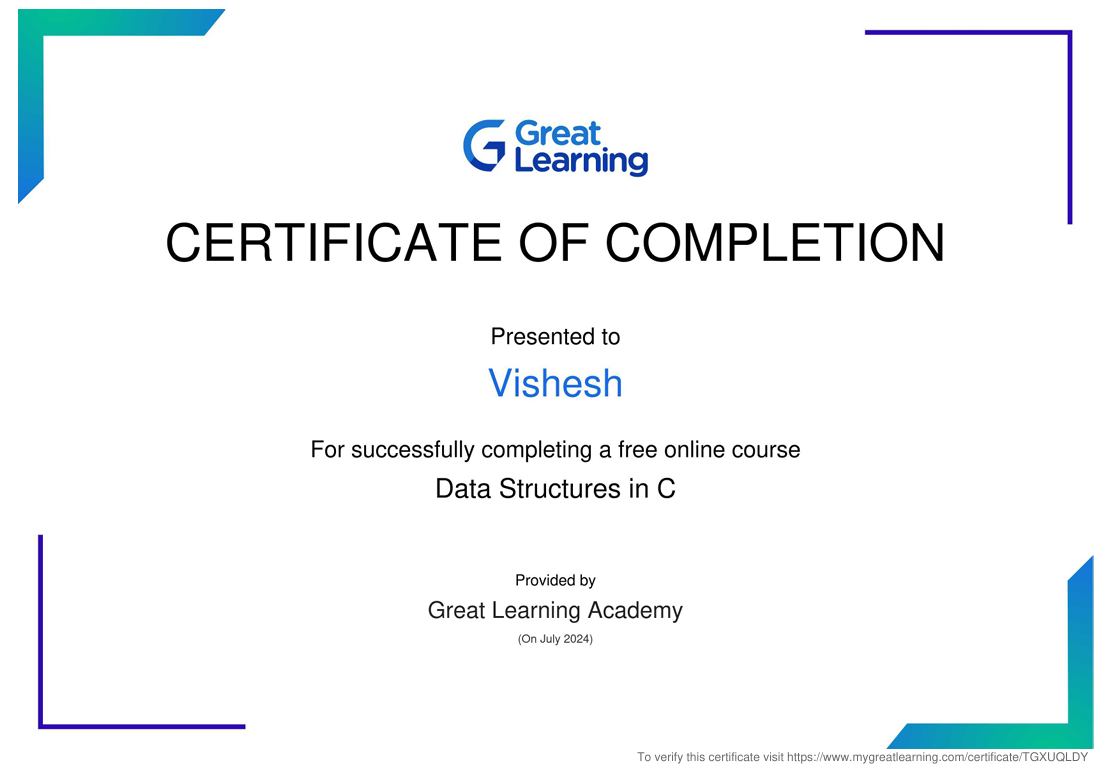 Great
Learning
CERTIFICATE OF COMPLETION
Presented to
Vishesh
For successfully completing a free online course
Data Structures in C
Provided by
Great Learning Academy
(On July 2024)
To verify this certificate visit https://www.mygreatlearning.com/certificate/TGXUQLDY